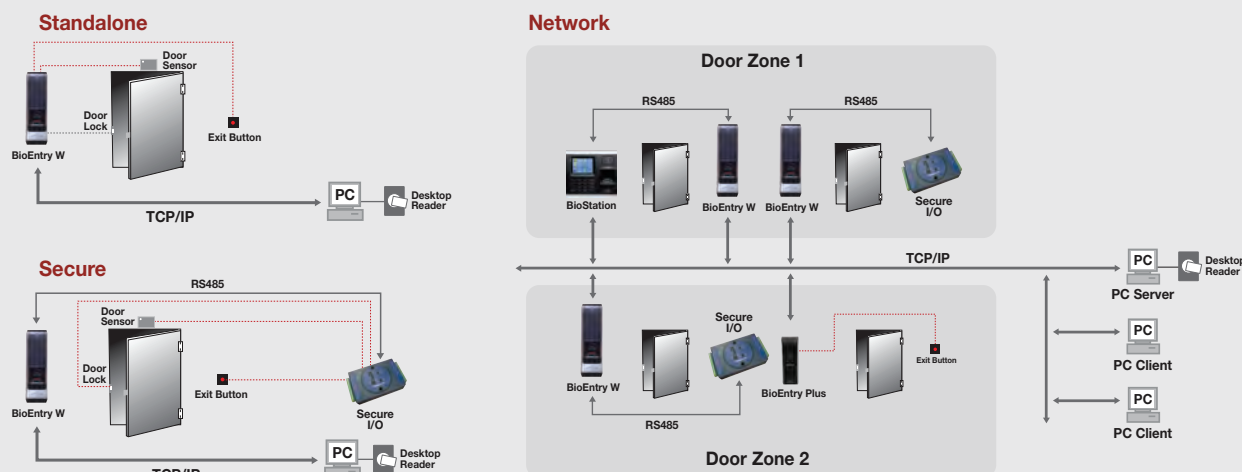 Standalone
Door
Sensor
Door
Lock
Exit Button
BioEntry W
PC
Desktop
Reader
TCP/IP
Secure
RS485
Door
Sensor
Door
Lock
Exit Button
BioEntry W
Secure
I/O
PC
Desktop
Reader
TCP/IP
Network
Door Zone 1
RS485
RS485
BioStation
BioEntry W
BioEntry W
Secure
I/O
TCP/IP
PC
Desktop
Reader
PC Server
PC
PC Client
PC
PC Client
Secure
I/O
BioEntry W
BioEntry Plus
Exit Button
RS485
Door Zone 2